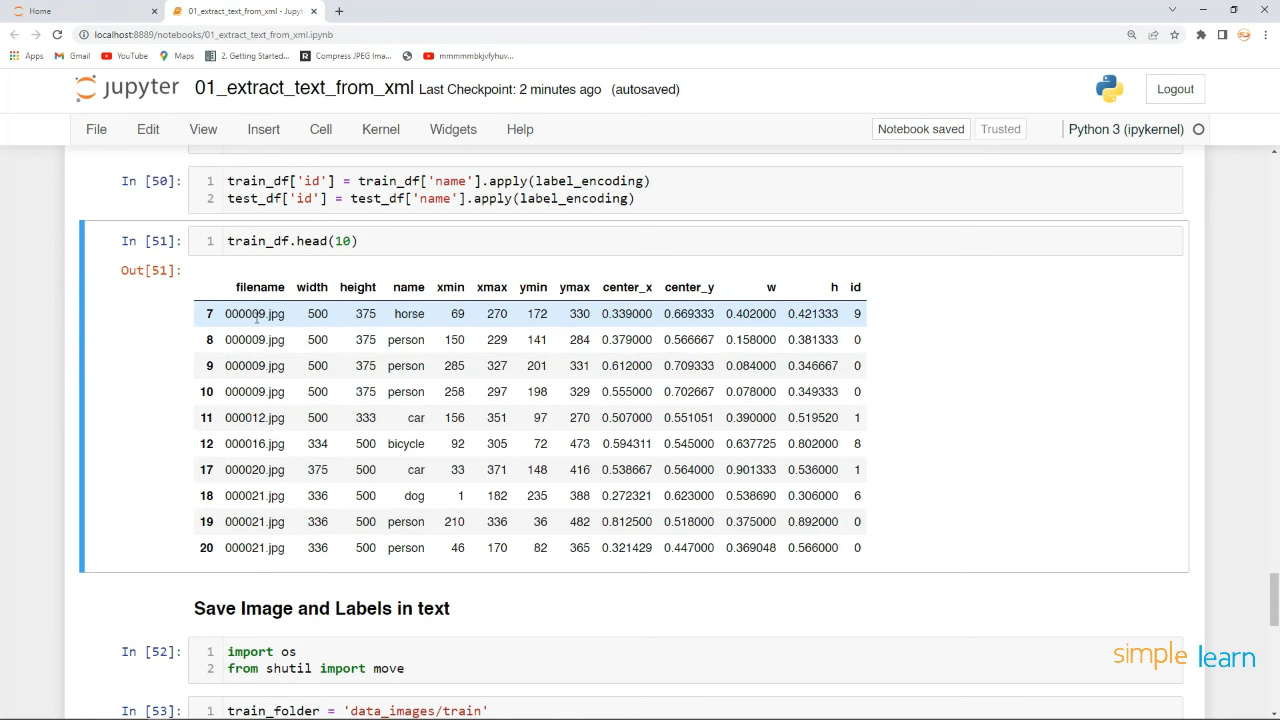 Home
01_extract_text_from_xml - Jupyt
localhost:8889/notebooks/01_extract_text_from_xml.ipynb
Apps Gmail YouTube Maps 2. Getting Started... Compress JPEG Ima... mmmmmbkjvfyhuv...
jupyter 01_extract_text_from_xml Last Checkpoint: 2 minutes ago (autosaved) Logout
File Edit View Insert Cell Kernel Widgets Help Notebook saved Trusted Python 3 (ipykernel)
In [50]: 1 train_df['id'] = train_df['name'].apply(label_encoding)
2 test_df['id'] = test_df['name'].apply(label_encoding)
In [51]: 1 train_df.head(10)
Out[51]:
filename width height name xmin xmax ymin ymax center_x center_y w h id
7 000009.jpg 500 375 horse 69 270 172 330 0.339000 0.669333 0.402000 0.421333 9
8 000009.jpg 500 375 person 150 229 141 284 0.379000 0.566667 0.158000 0.381333 0
9 000009.jpg 500 375 person 285 327 201 331 0.612000 0.709333 0.084000 0.346667 0
10 000009.jpg 500 375 person 258 297 198 329 0.555000 0.702667 0.078000 0.349333 0
11 000012.jpg 500 333 car 156 351 97 270 0.507000 0.551051 0.390000 0.519520 1
12 000016.jpg 334 500 bicycle 92 305 72 473 0.594311 0.545000 0.637725 0.802000 8
17 000020.jpg 375 500 car 33 371 148 416 0.538667 0.564000 0.901333 0.536000 1
18 000021.jpg 336 500 dog 1 182 235 388 0.272321 0.623000 0.538690 0.306000 6
19 000021.jpg 336 500 person 210 336 36 482 0.812500 0.518000 0.375000 0.892000 0
20 000021.jpg 336 500 person 46 170 82 365 0.321429 0.447000 0.369048 0.566000 0
Save Image and Labels in text
In [52]: 1 import os
2 from shutil import move
simplelearn
In [53]: 1 train_folder = 'data_images/train'